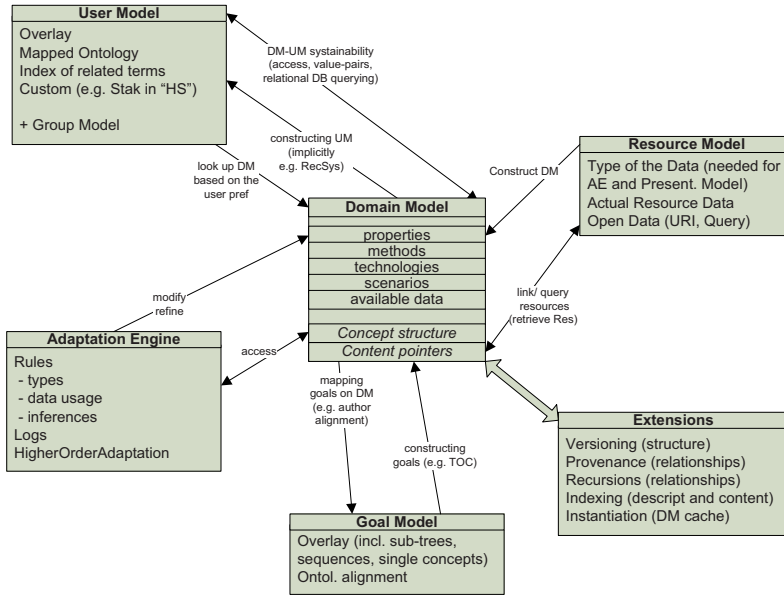 User Model
Overlay
Mapped Ontology
Index of related terms
Custom (e.g. Stak in “HS”)
+ Group Model
DM-UM systainability
(access, value-pairs,
relational DB querying)
constructing UM
(implicitly
e.g. RecSys)
look up DM
based on the
user pref
Resource Model
Type of the Data (needed for
AE and Present. Model)
Actual Resource Data
Open Data (URI, Query)
Construct DM
link/ query
resources
(retrieve Res)
Domain Model
properties
methods
technologies
scenarios
available data
Concept structure
Content pointers
modify
refine
access
Adaptation Engine
Rules
- types
- data usage
- inferences
Logs
HigherOrderAdaptation
mapping
goals on DM
(e.g. author
alignment)
constructing
goals (e.g. TOC)
Extensions
Versioning (structure)
Provenance (relationships)
Recursions (relationships)
Indexing (descript and content)
Instantiation (DM cache)
Goal Model
Overlay (incl. sub-trees,
sequences, single concepts)
Ontol. alignment